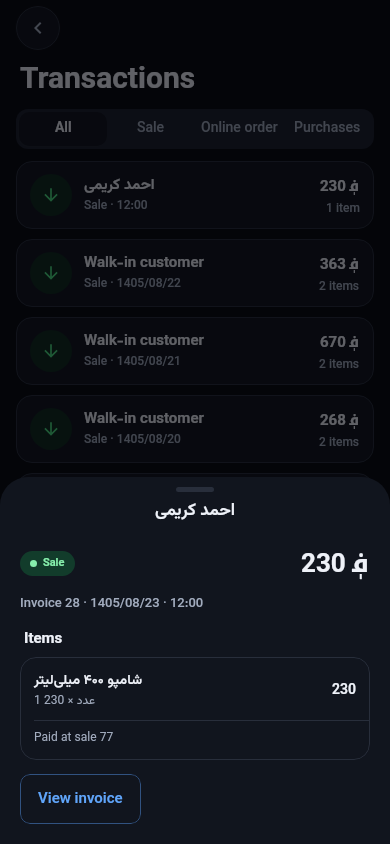 Transactions
All Sale Online order Purchases
احمد کریمی
230 ؋
Sale · 12:00
1 item
Walk-in customer
363 ؋
Sale · 1405/08/22
2 items
Walk-in customer
670 ؋
Sale · 1405/08/21
2 items
Walk-in customer
268 ؋
Sale · 1405/08/20
2 items
احمد کریمی
Sale
230 ؋
Invoice 28 · 1405/08/23 · 12:00
Items
شامپو ۴۰۰ میلی‌لیتر
230
1 عدد × 230
Paid at sale 77
View invoice